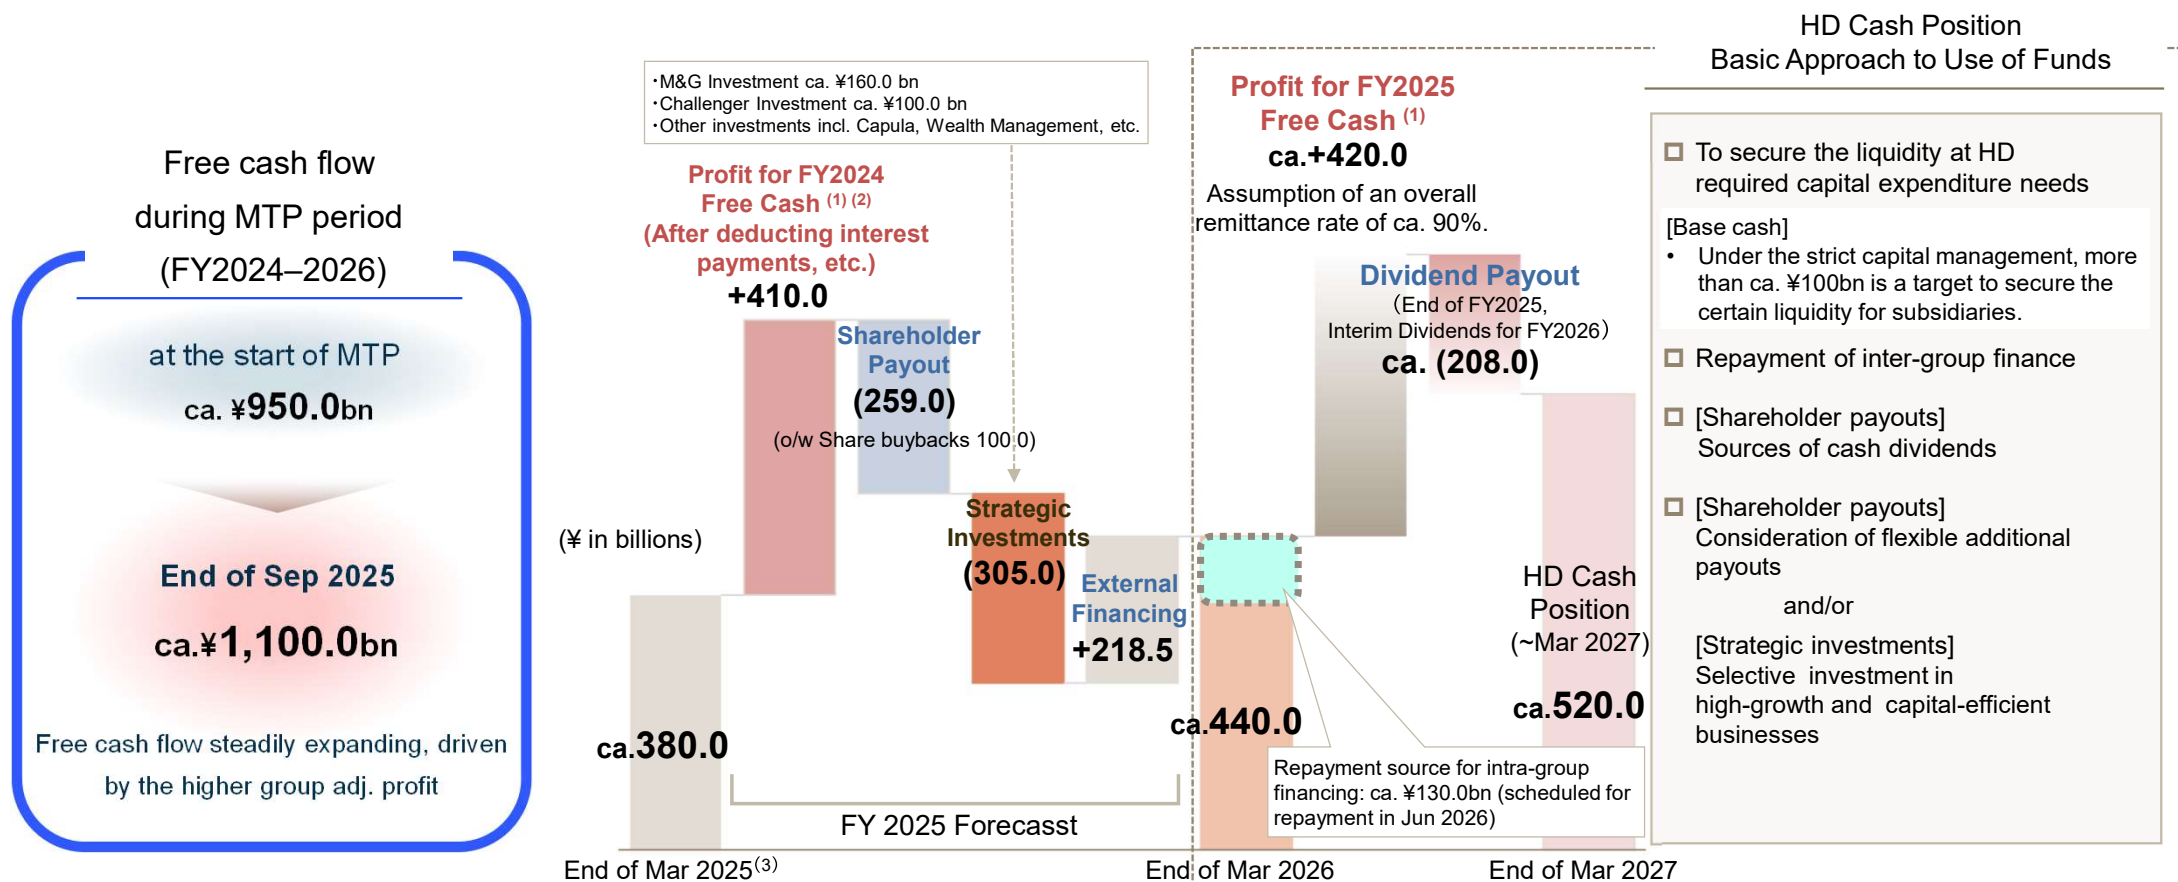 Free cash flow
during MTP period
(FY2024–2026)
at the start of MTP
ca. ¥950.0bn
End of Sep 2025
ca.¥1,100.0bn
Free cash flow steadily expanding, driven
by the higher group adj. profit
・M&G Investment ca. ¥160.0 bn
・Challenger Investment ca. ¥100.0 bn
・Other investments incl. Capula, Wealth Management, etc.
Profit for FY2024
Free Cash (1) (2)
(After deducting interest
payments, etc.)
+410.0
Shareholder
Payout
(259.0)
(o/w Share buybacks 100.0)
(¥ in billions)
Strategic
Investments
(305.0)
External
Financing
+218.5
ca.380.0
FY 2025 Forecasst
End of Mar 2025(3)
Profit for FY2025
Free Cash (1)
ca.+420.0
Assumption of an overall
remittance rate of ca. 90%.
Dividend Payout
（End of FY2025,
Interim Dividends for FY2026）
ca. (208.0)
ca.440.0
HD Cash
Position
(~Mar 2027)
ca.520.0
Repayment source for intra-group
financing: ca. ¥130.0bn (scheduled for
repayment in Jun 2026)
End of Mar 2026
End of Mar 2027
HD Cash Position
Basic Approach to Use of Funds
To secure the liquidity at HD
required capital expenditure needs
[Base cash]
• Under the strict capital management, more
than ca. ¥100bn is a target to secure the
certain liquidity for subsidiaries.
Repayment of inter-group finance
[Shareholder payouts]
Sources of cash dividends
[Shareholder payouts]
Consideration of flexible additional
payouts
and/or
[Strategic investments]
Selective investment in
high-growth and capital-efficient
businesses